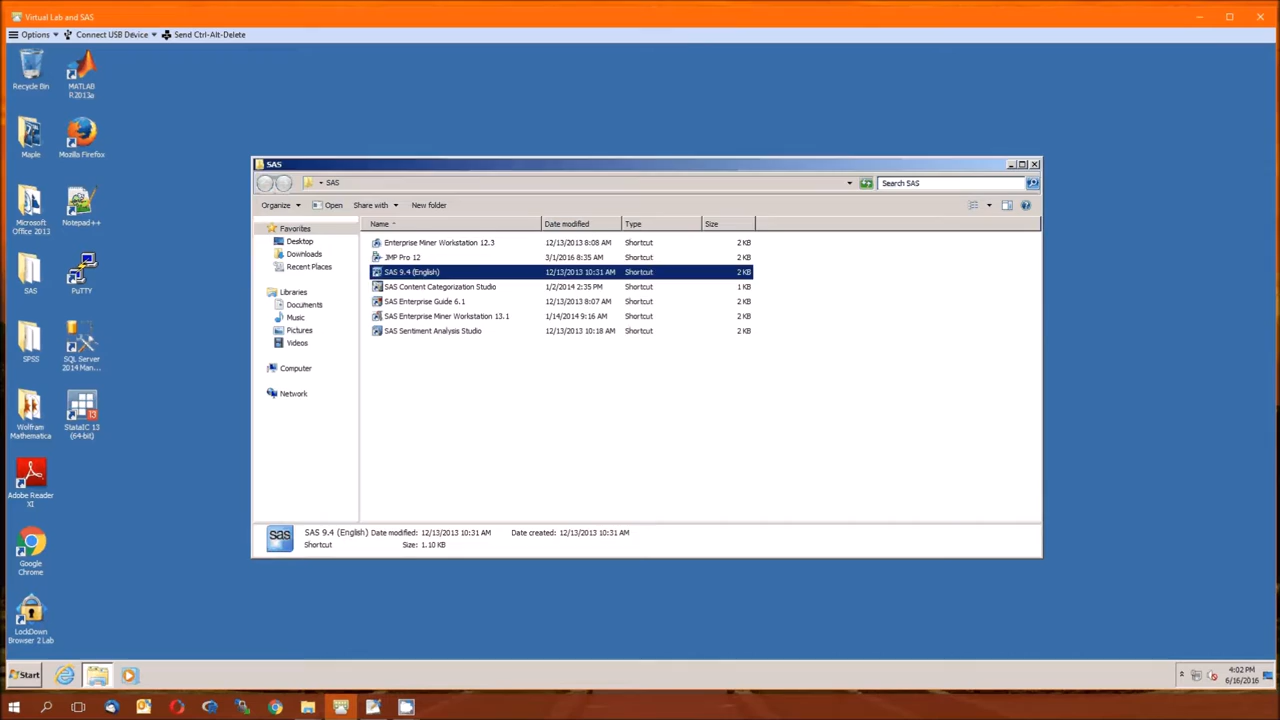 Virtual Lab and SAS
Options
Connect USB Device
Send Ctrl-Alt-Delete
Recycle Bin
MATLAB
R2013a
Maple
Mozilla Firefox
Microsoft
Office 2013
Notepad++
SAS
PuTTY
SPSS
SQL Server
2014 Man...
Wolfram
Mathematica
StataIC 13
(64-bit)
13
Adobe Reader
XI
Google
Chrome
LockDown
Browser 2 Lab
SAS
SAS
Search SAS
Organize
Open
Share with
New folder
Name Date modified Type Size
Favorites
Desktop
Downloads
Recent Places
Libraries
Documents
Music
Pictures
Videos
Computer
Network
Enterprise Miner Workstation 12.3 12/13/2013 8:08 AM Shortcut 2 KB
JMP Pro 12 3/1/2016 8:35 AM Shortcut 2 KB
SAS 9.4 (English) 12/13/2013 10:31 AM Shortcut 2 KB
SAS Content Categorization Studio 1/2/2014 2:35 PM Shortcut 1 KB
SAS Enterprise Guide 6.1 12/13/2013 8:07 AM Shortcut 2 KB
SAS Enterprise Miner Workstation 13.1 1/14/2014 9:16 AM Shortcut 2 KB
SAS Sentiment Analysis Studio 12/13/2013 10:18 AM Shortcut 2 KB
sas
SAS 9.4 (English) Date modified: 12/13/2013 10:31 AM Date created: 12/13/2013 10:31 AM
Shortcut Size: 1.10 KB
Start
4:02 PM
6/16/2016